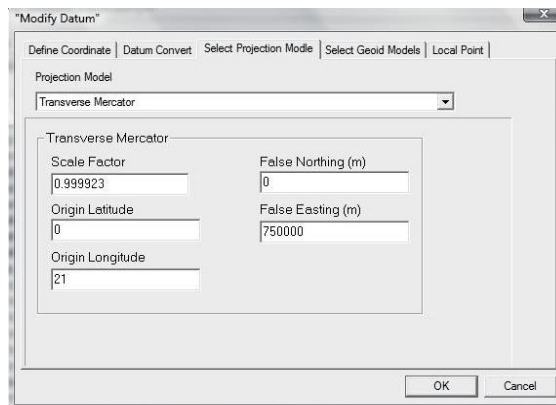 "Modify Datum"
Define Coordinate Datum Convert Select Projection Modle Select Geoid Models Local Point
Projection Model
Transverse Mercator
Transverse Mercator
Scale Factor False Northing (m)
0.999923 0
Origin Latitude False Easting (m)
0 750000
Origin Longitude
21
OK Cancel